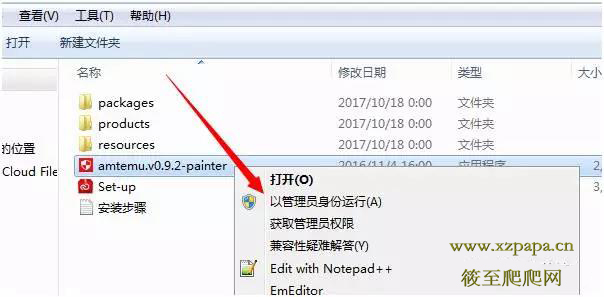 查看(V) 工具(T) 帮助(H)
打开 新建文件夹
名称 修改日期 类型 大
packages 2017/10/18 0:00 文件夹
products 2017/10/18 0:00 文件夹
的位置 resources 2017/10/18 0:00 文件夹
Cloud File amtemu.v0.9.2-painter 2016/11/4 16:00 应用程序 2,
Set-up 3,
安装步骤
打开(O)
以管理员身份运行(A)
获取管理员权限
兼容性疑难解答(Y)
Edit with Notepad++
EmEditor
www.xzpapa.cn
筱至爬爬网